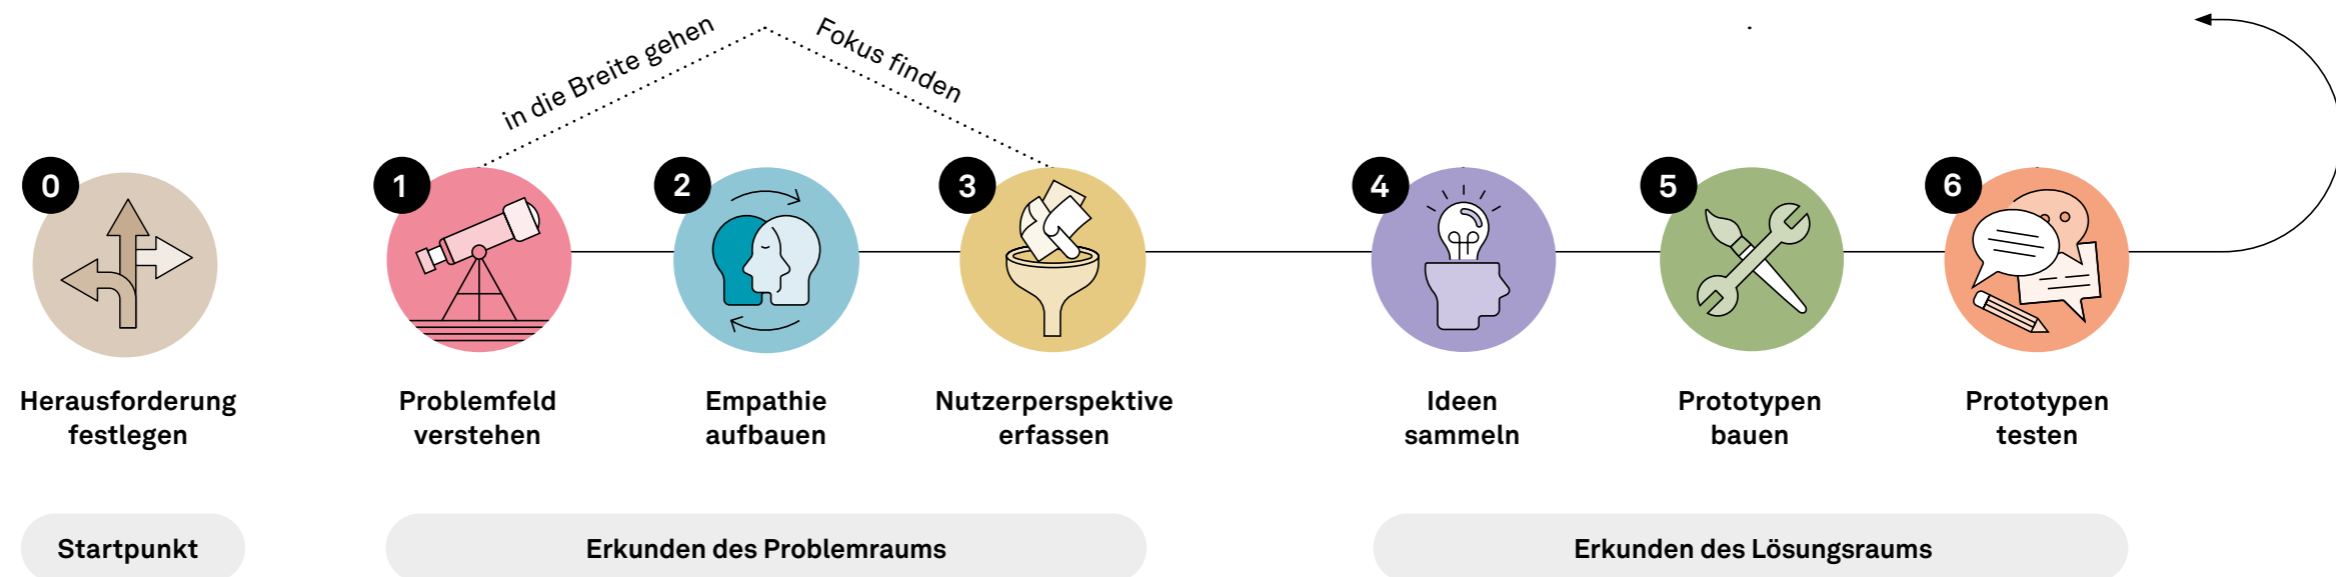 in die Breite gehen
Fokus finden
0
1
2
3
4
5
6
Herausforderung
festlegen
Problemfeld
verstehen
Empathie
aufbauen
Nutzerperspektive
erfassen
Ideen
sammeln
Prototypen
bauen
Prototypen
testen
Startpunkt
Erkunden des Problemraums
Erkunden des Lösungsraums